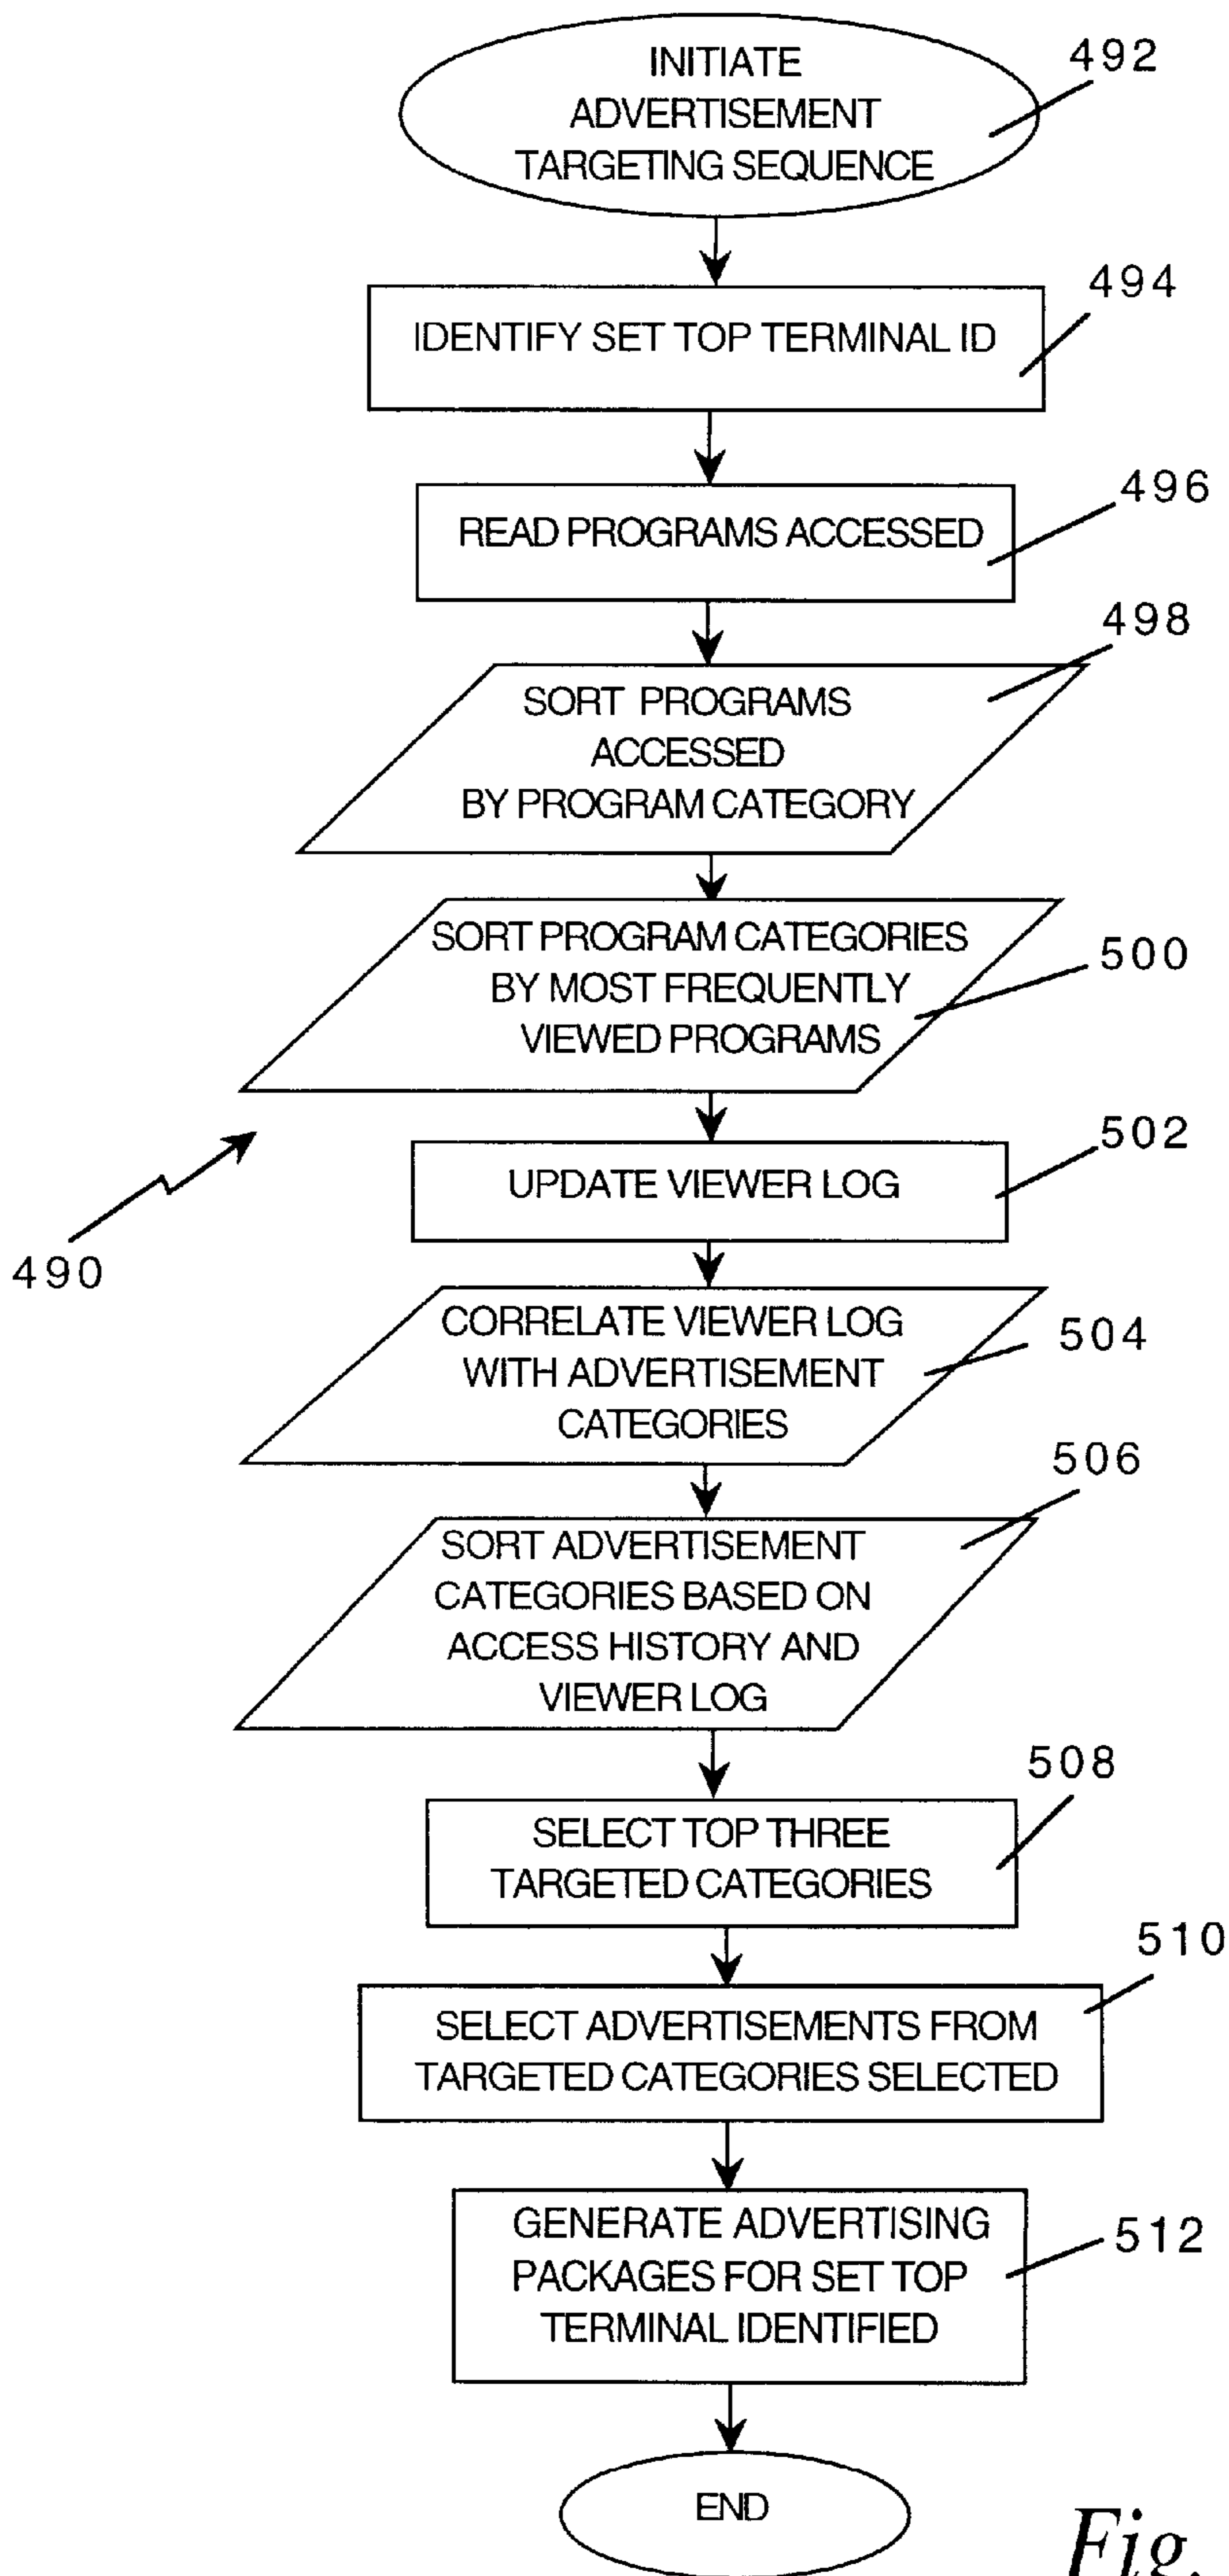 INITIATE
ADVERTISEMENT
TARGETING SEQUENCE
492
IDENTIFY SET TOP TERMINAL ID
494
READ PROGRAMS ACCESSED
496
SORT PROGRAMS
ACCESSED
BY PROGRAM CATEGORY
498
SORT PROGRAM CATEGORIES
BY MOST FREQUENTLY
VIEWED PROGRAMS
500
UPDATE VIEWER LOG
502
490
CORRELATE VIEWER LOG
WITH ADVERTISEMENT
CATEGORIES
504
SORT ADVERTISEMENT
CATEGORIES BASED ON
ACCESS HISTORY AND
VIEWER LOG
506
SELECT TOP THREE
TARGETED CATEGORIES
508
SELECT ADVERTISEMENTS FROM
TARGETED CATEGORIES SELECTED
510
GENERATE ADVERTISING
PACKAGES FOR SET TOP
TERMINAL IDENTIFIED
512
END
Fig.